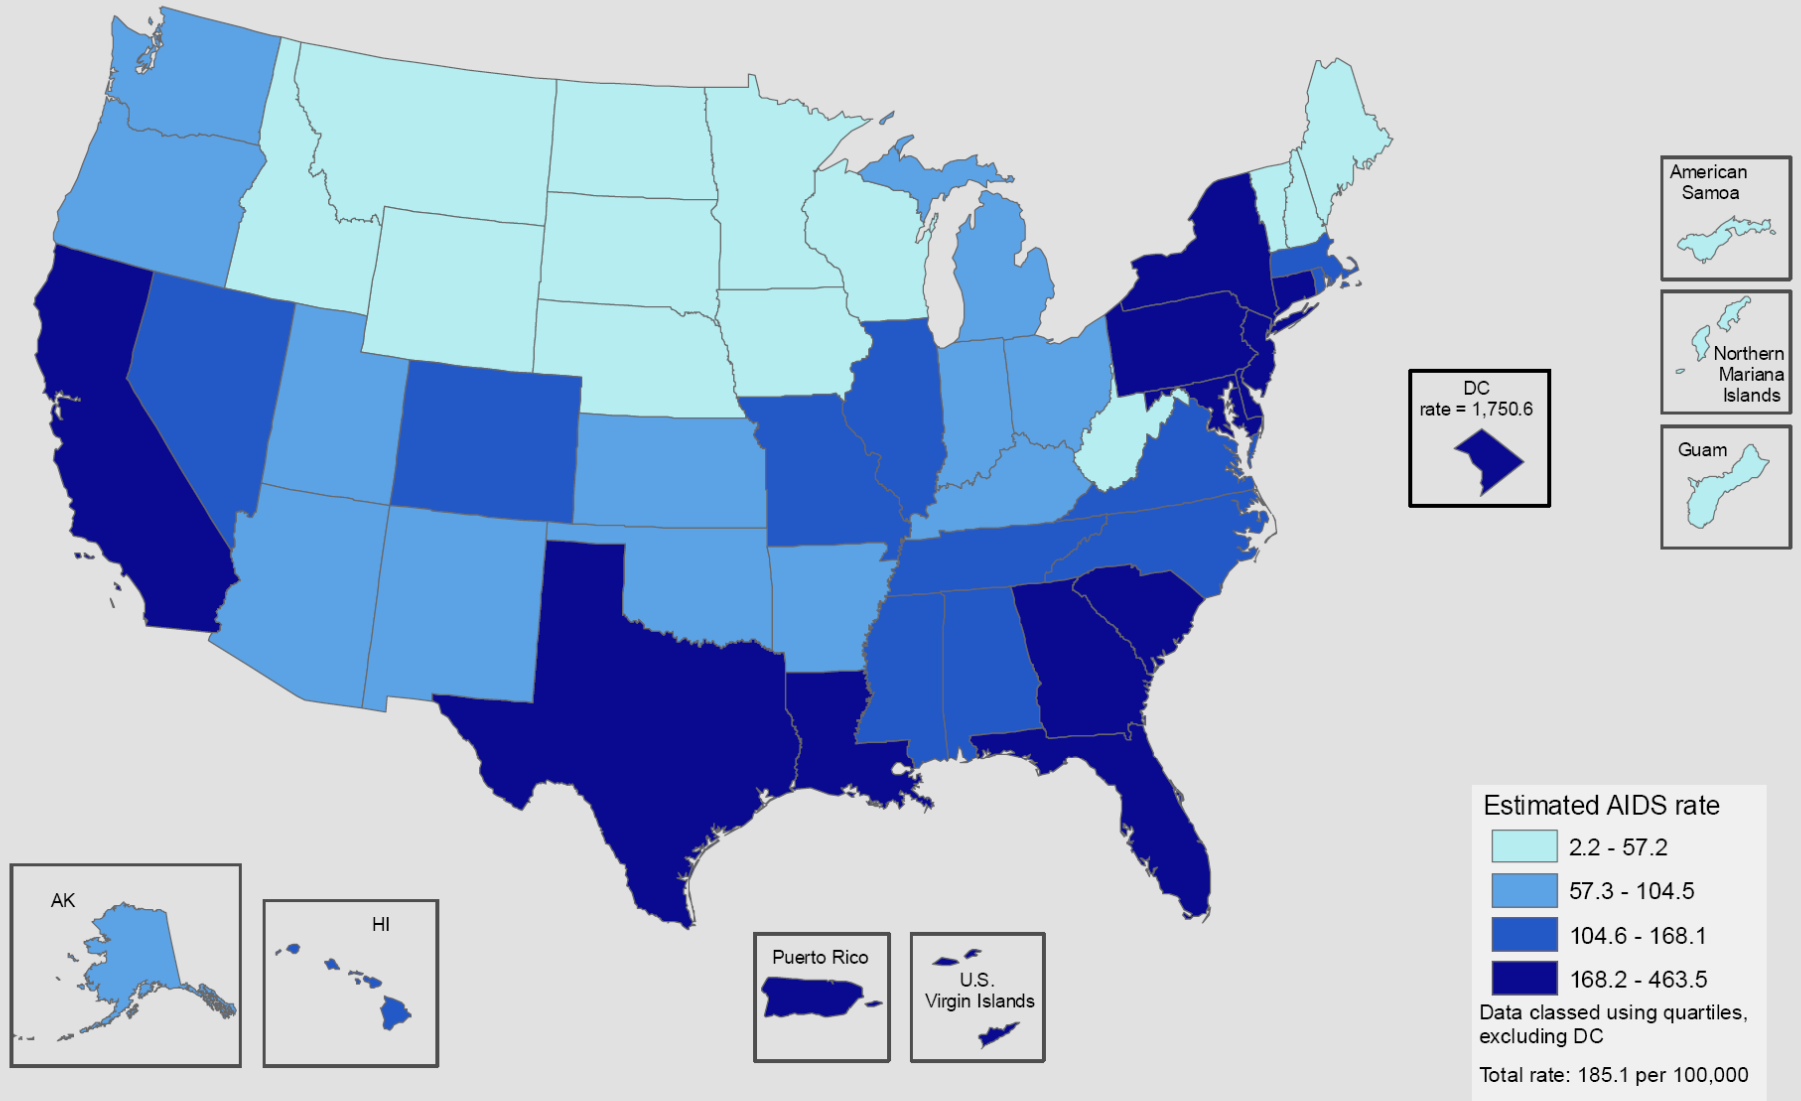 American
Samoa
Northern
Mariana
Islands
DC
rate = 1,750.6
Guam
Estimated AIDS rate
2.2 - 57.2
57.3 - 104.5
104.6 - 168.1
168.2 - 463.5
Data classed using quartiles,
excluding DC
Total rate: 185.1 per 100,000
AK
HI
Puerto Rico
U.S.
Virgin Islands